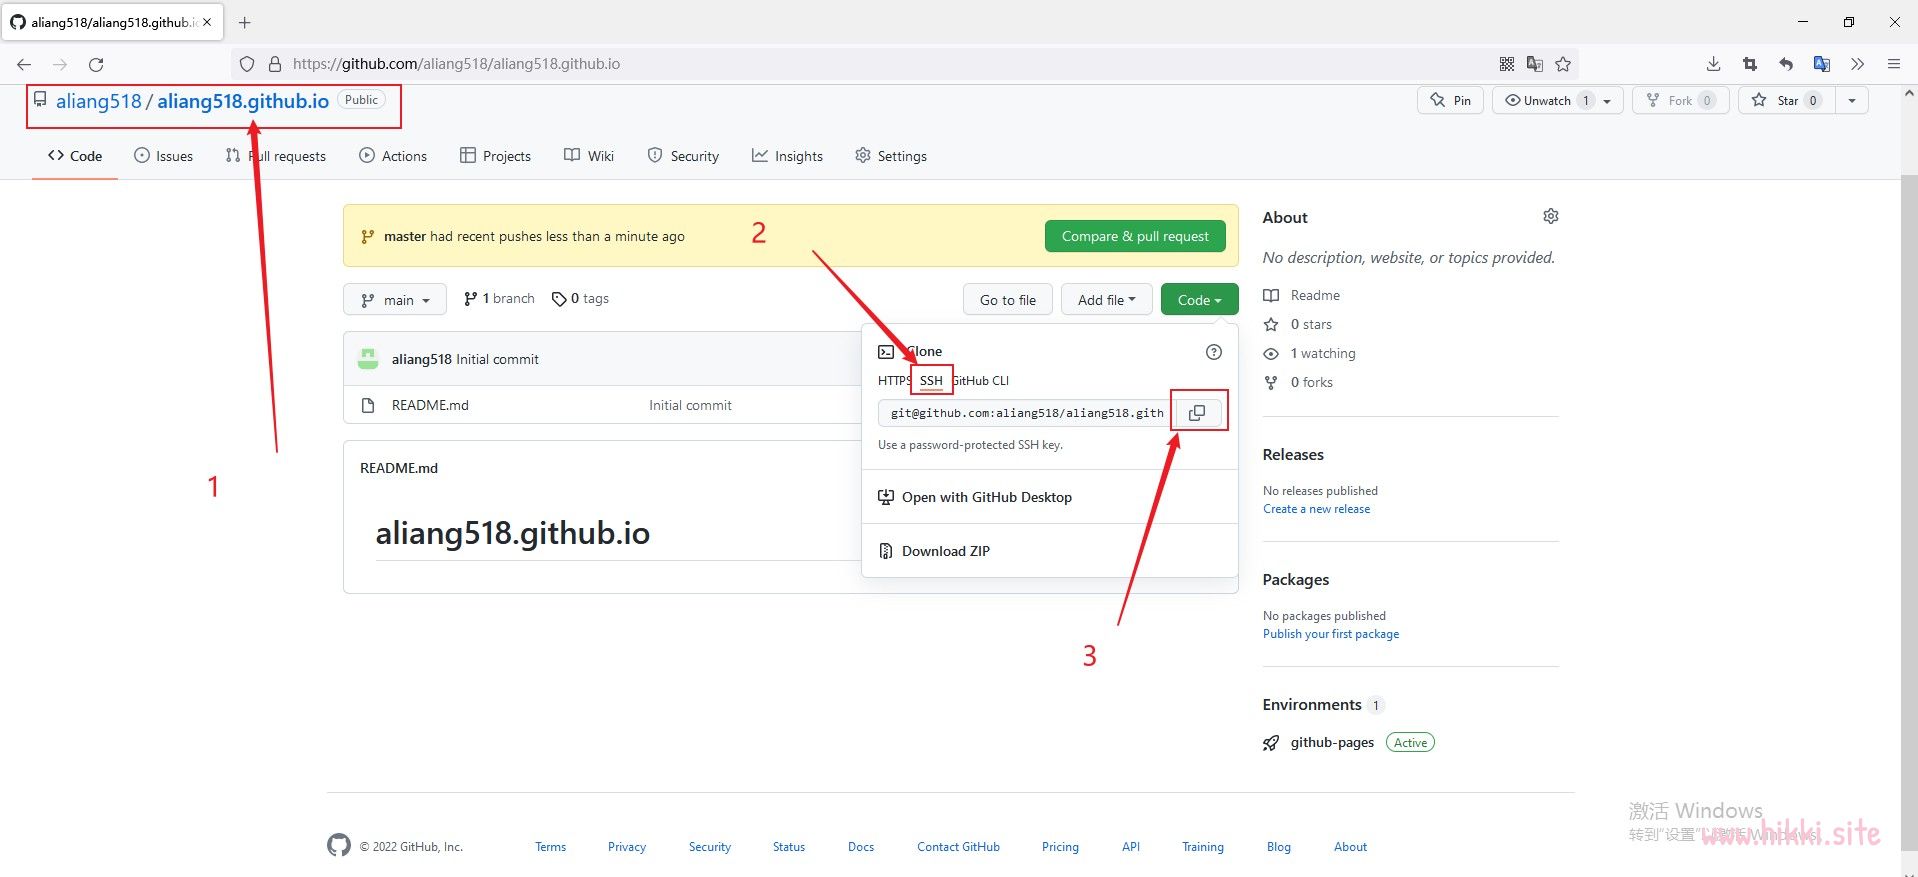 aliang518/aliang518.github.i
https://github.com/aliang518/aliang518.github.io
aliang518 / aliang518.github.io Public
Pin
Unwatch 1
Fork 0
Star 0
Code
Issues
Pull requests
Actions
Projects
Wiki
Security
Insights
Settings
1
2
3
master had recent pushes less than a minute ago
Compare & pull request
main
1 branch
0 tags
Go to file
Add file
Code
aliang518 Initial commit
README.md Initial commit
README.md
aliang518.github.io
Clone
HTTPS SSH GitHub CLI
git@github.com:aliang518/aliang518.gith
Use a password-protected SSH key.
Open with GitHub Desktop
Download ZIP
About
No description, website, or topics provided.
Readme
0 stars
1 watching
0 forks
Releases
No releases published
Create a new release
Packages
No packages published
Publish your first package
Environments 1
github-pages Active
© 2022 GitHub, Inc.
Terms
Privacy
Security
Status
Docs
Contact GitHub
Pricing
API
Training
Blog
About
激活 Windows
转到"设置"以激活 Windows。
www.hikki.site